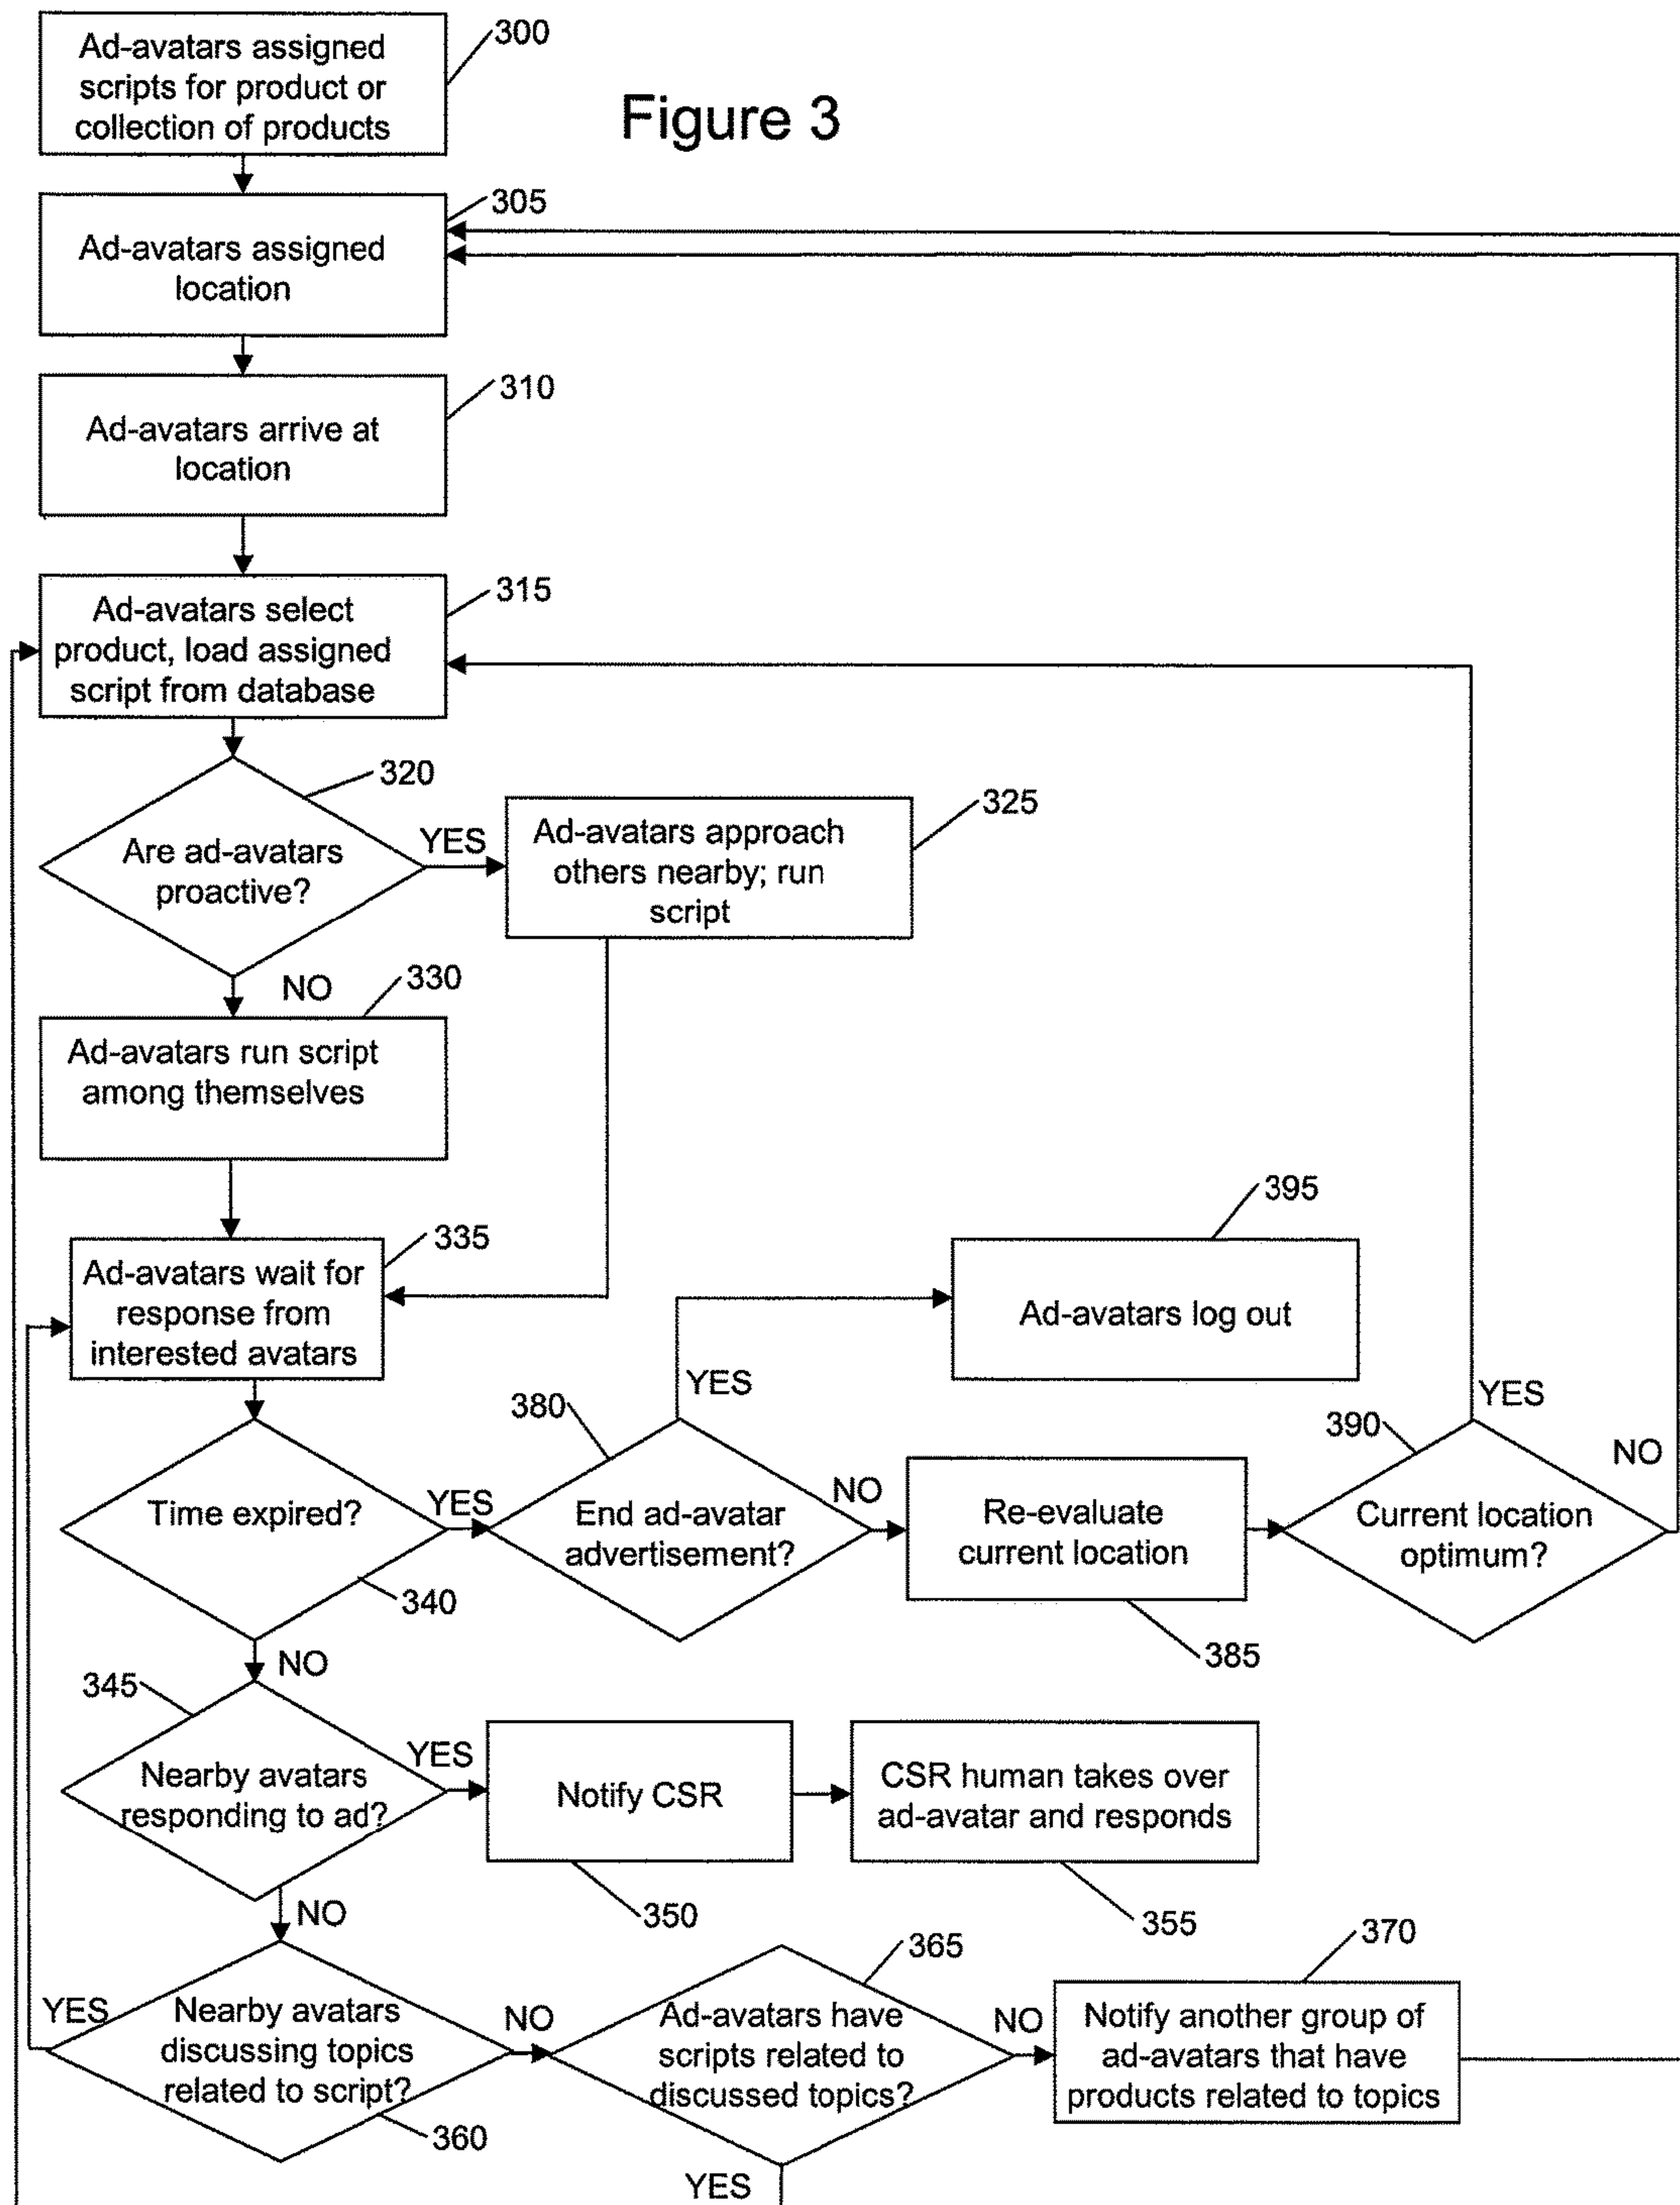 Figure 3
300
Ad-avatars assigned
scripts for product or
collection of products
305
Ad-avatars assigned
location
310
Ad-avatars arrive at
location
315
Ad-avatars select
product, load assigned
script from database
320
Are ad-avatars
proactive?
YES
NO
325
Ad-avatars approach
others nearby; run
script
330
Ad-avatars run script
among themselves
335
Ad-avatars wait for
response from
interested avatars
395
Ad-avatars log out
340
Time expired?
YES
NO
380
End ad-avatar
advertisement?
YES
NO
385
Re-evaluate
current location
390
Current location
optimum?
YES
NO
345
Nearby avatars
responding to ad?
YES
NO
350
Notify CSR
355
CSR human takes over
ad-avatar and responds
360
Nearby avatars
discussing topics
related to script?
YES
NO
365
Ad-avatars have
scripts related to
discussed topics?
NO
YES
370
Notify another group of
ad-avatars that have
products related to topics